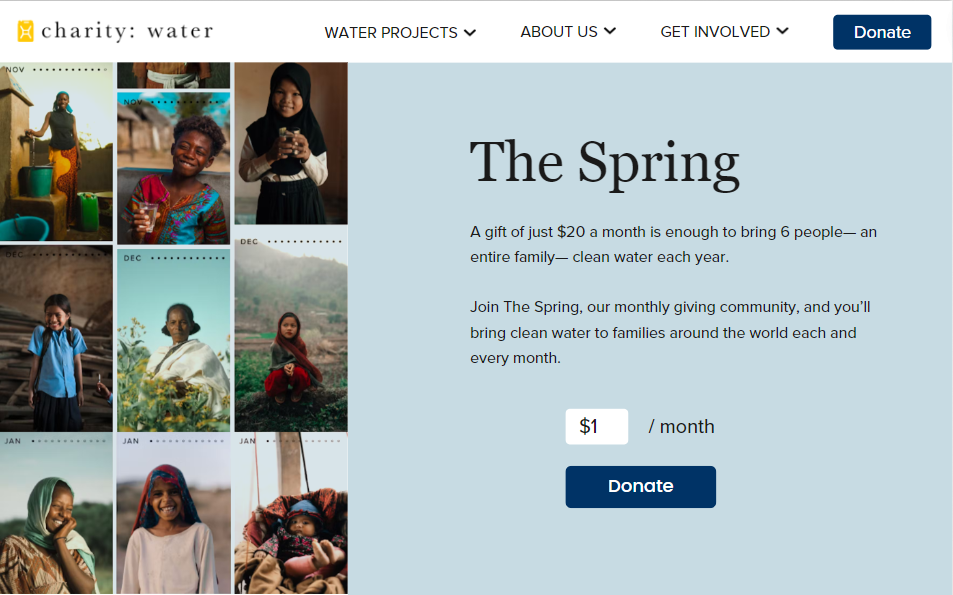 charity: water
WATER PROJECTS
ABOUT US
GET INVOLVED
Donate
NOV
NOV
DEC
DEC
DEC
JAN
JAN
JAN
The Spring
A gift of just $20 a month is enough to bring 6 people— an
entire family— clean water each year.
Join The Spring, our monthly giving community, and you’ll
bring clean water to families around the world each and
every month.
$1
/ month
Donate